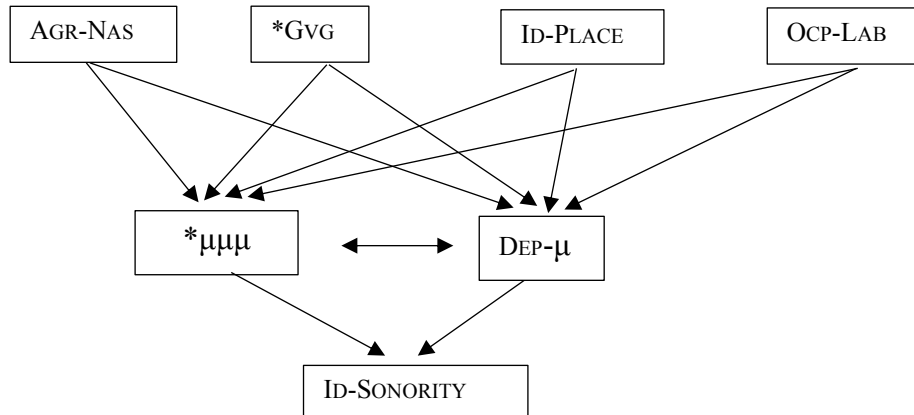 AGR-NAS *GVG ID-PLACE OCP-LAB
*μμμ DEP-μ
ID-SONORITY